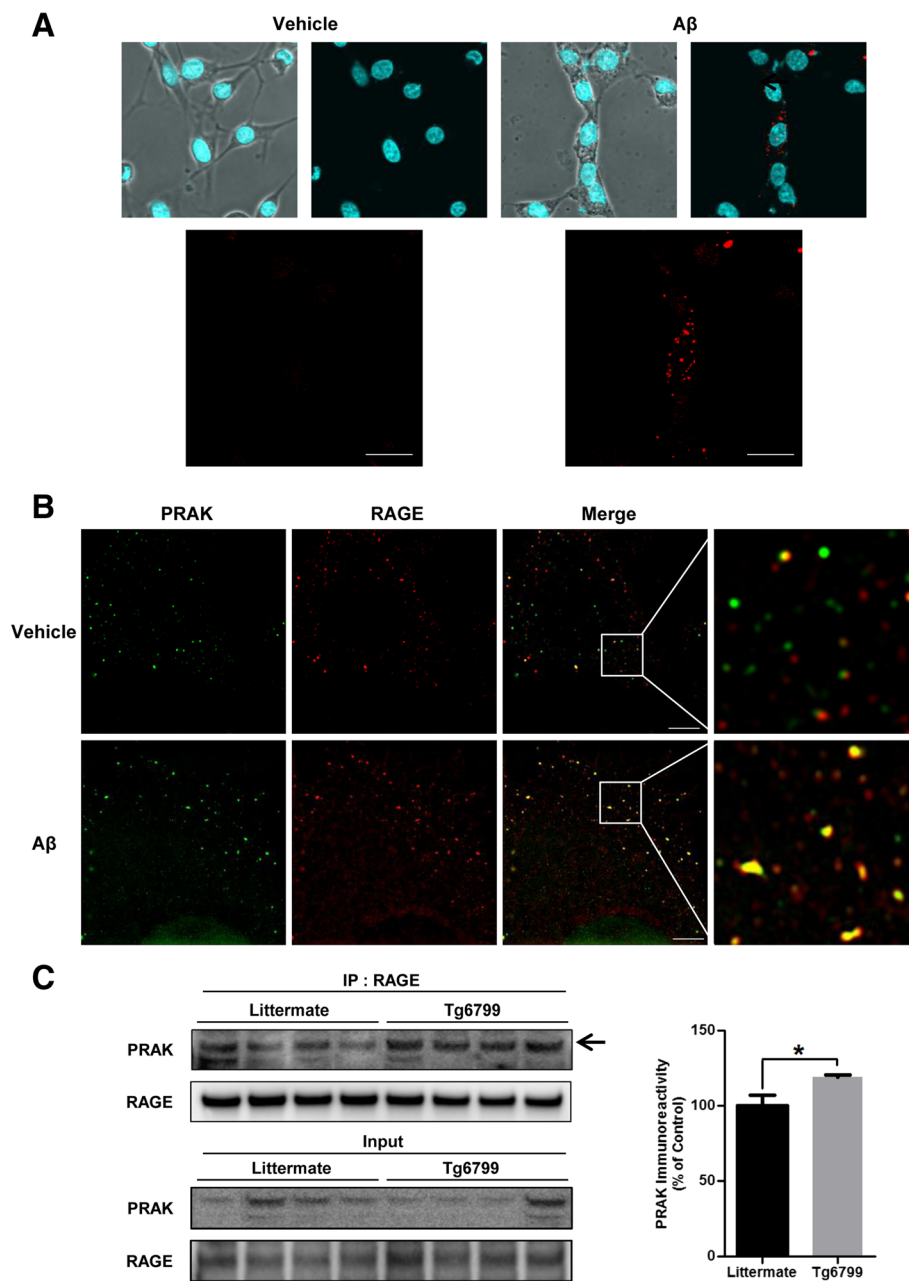 A
Vehicle
Aβ
B
PRAK
RAGE
Merge
Vehicle
Aβ
C
IP : RAGE
Littermate
Tg6799
PRAK
RAGE
Input
Littermate
Tg6799
PRAK
RAGE
PRAK Immunoreactivity
(% of Control)
150
100
50
0
*
Littermate
Tg6799